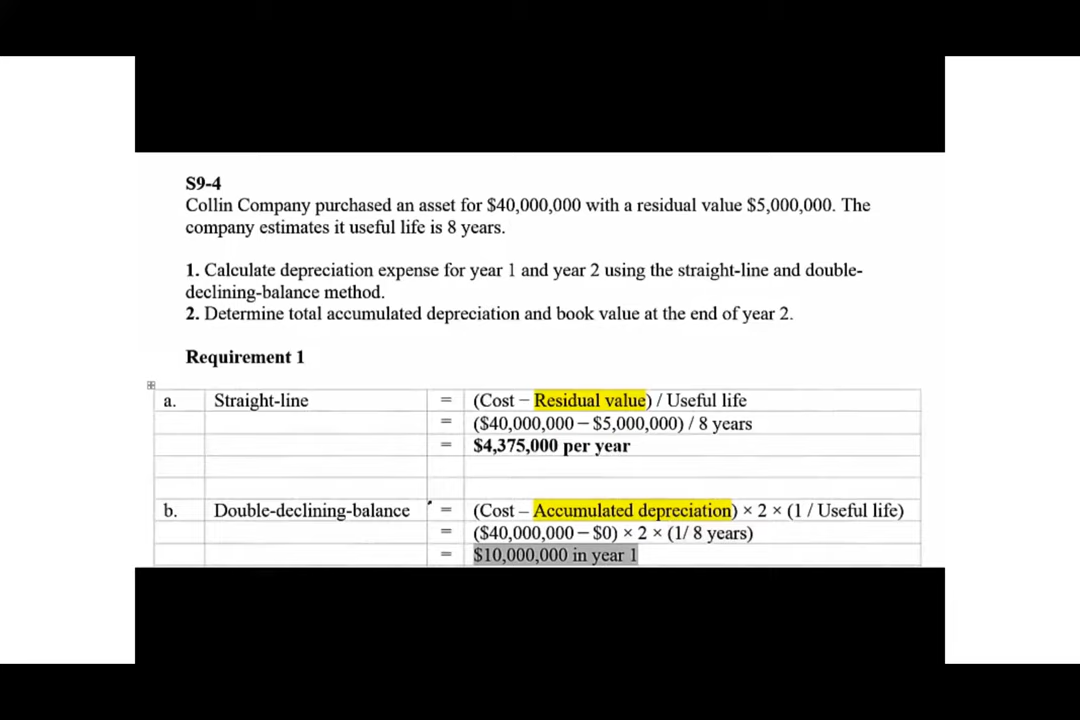 S9-4
Collin Company purchased an asset for $40,000,000 with a residual value $5,000,000. The
company estimates it useful life is 8 years.
1. Calculate depreciation expense for year 1 and year 2 using the straight-line and double-
declining-balance method.
2. Determine total accumulated depreciation and book value at the end of year 2.
Requirement 1
a. Straight-line = (Cost – Residual value) / Useful life
= ($40,000,000 – $5,000,000) / 8 years
= $4,375,000 per year
b. Double-declining-balance = (Cost – Accumulated depreciation) × 2 × (1 / Useful life)
= ($40,000,000 – $0) × 2 × (1/ 8 years)
= $10,000,000 in year 1